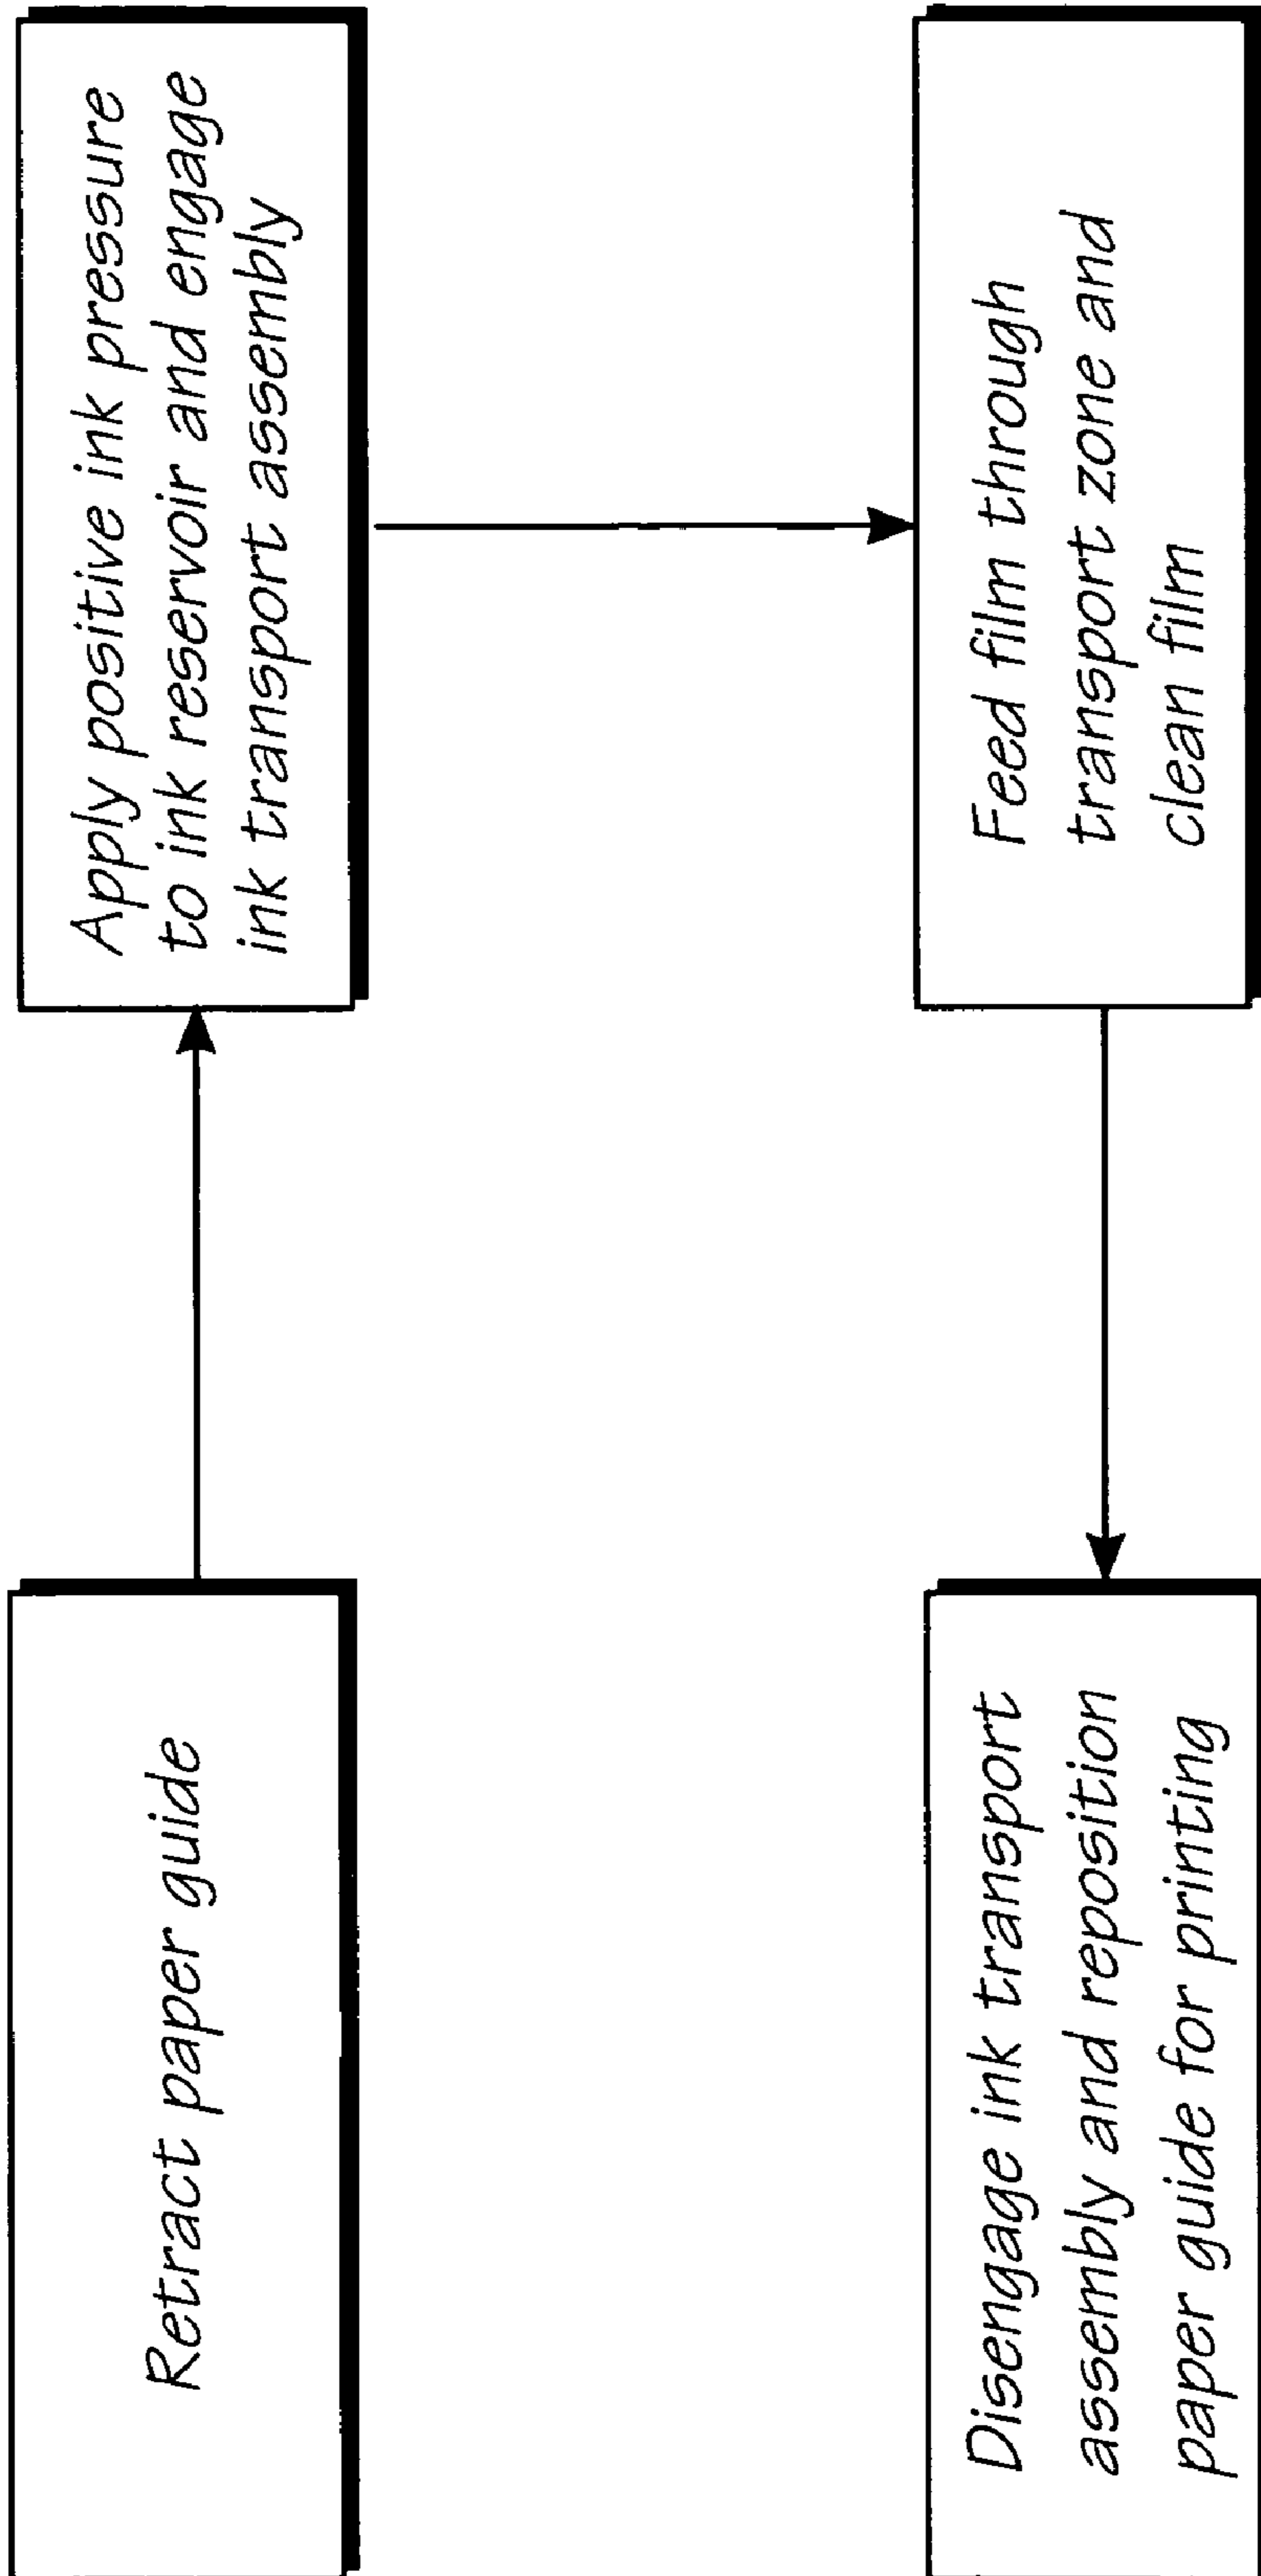 Retract paper guide
Apply positive ink pressure
to ink reservoir and engage
ink transport assembly
Feed film through
transport zone and
clean film
Disengage ink transport
assembly and reposition
paper guide for printing